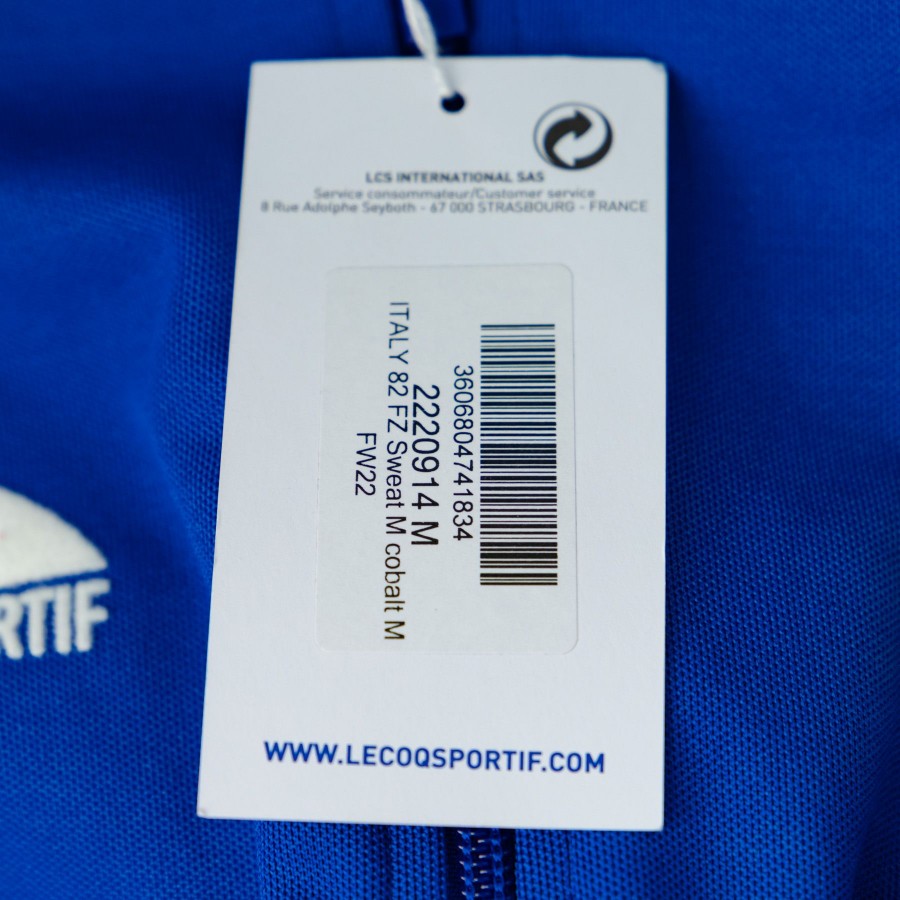 LCS INTERNATIONAL SAS
Service consommateur/Customer service
8 Rue Adolphe Seyboth - 67 000 STRASBOURG - FRANCE
3606804741834
2220914 M
ITALY 82 FZ Sweat M cobalt M
FW22
RTIF
WWW.LECOQSPORTIF.COM